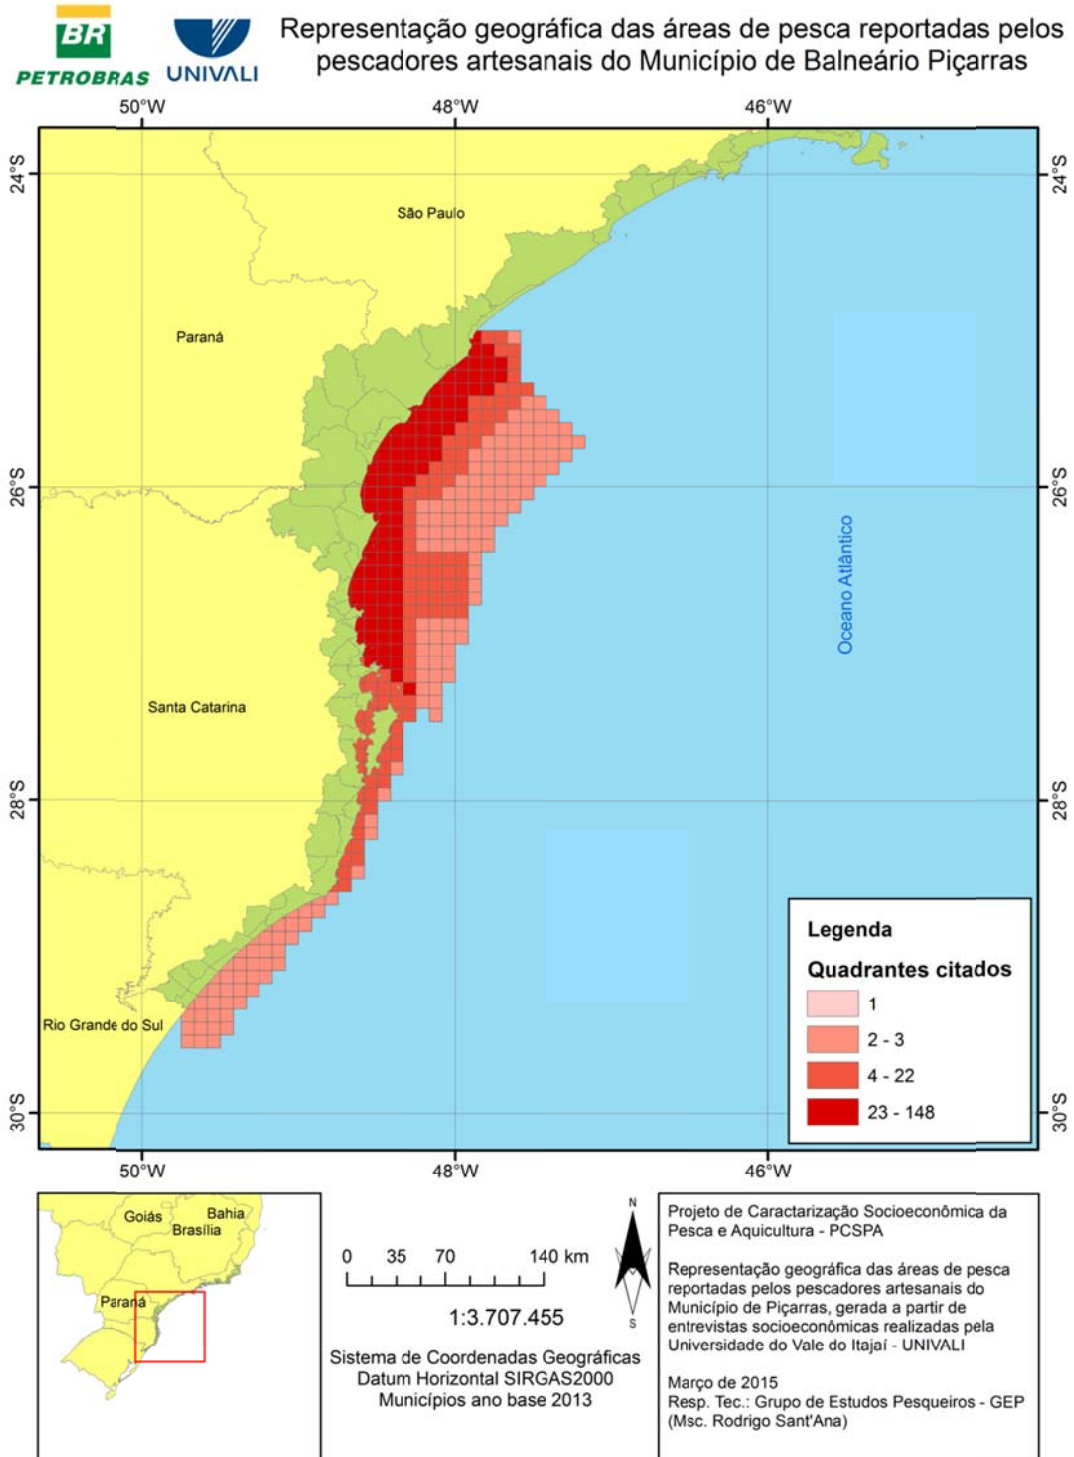 BR
PETROBRAS
UNIVALI
Representação geográfica das áreas de pesca reportadas pelos
pescadores artesanais do Município de Balneário Piçarras
50°W 48°W 46°W
24°S 24°S
São Paulo
Paraná
26°S 26°S
Oceano Atlântico
Santa Catarina
28°S 28°S
Rio Grande do Sul
30°S 30°S
Legenda
Quadrantes citados
1
2 - 3
4 - 22
23 - 148
50°W 48°W 46°W
Goiás
Bahia
Brasília
Paraná
0 35 70 140 km
1:3.707.455
N
S
Sistema de Coordenadas Geográficas
Datum Horizontal SIRGAS2000
Municípios ano base 2013
Projeto de Caractarização Socioeconômica da
Pesca e Aquicultura - PCSPA
Representação geográfica das áreas de pesca
reportadas pelos pescadores artesanais do
Município de Piçarras, gerada a partir de
entrevistas socioeconômicas realizadas pela
Universidade do Vale do Itajaí - UNIVALI
Março de 2015
Resp. Tec.: Grupo de Estudos Pesqueiros - GEP
(Msc. Rodrigo Sant'Ana)